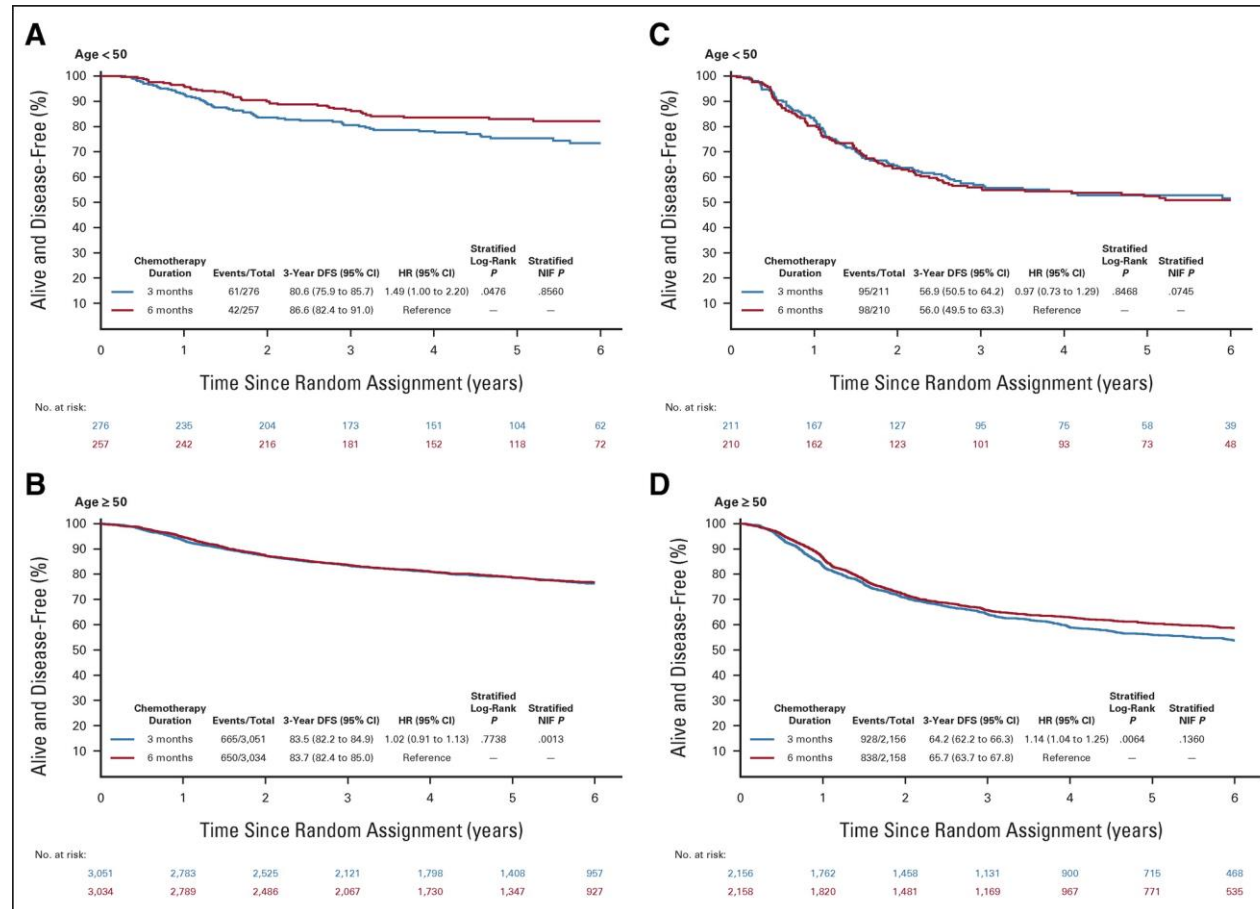 A
Age < 50
Alive and Disease-Free (%)
100
90
80
70
60
50
40
30
20
10
Chemotherapy Duration Events/Total 3-Year DFS (95% CI) HR (95% CI) Stratified Log-Rank P Stratified NIF P
3 months 61/276 80.6 (75.9 to 85.7) 1.49 (1.00 to 2.20) .0476 .8560
6 months 42/257 86.6 (82.4 to 91.0) Reference — —
0 1 2 3 4 5 6
Time Since Random Assignment (years)
No. at risk:
276 235 204 173 151 104 62
257 242 216 181 152 118 72
C
Age < 50
Alive and Disease-Free (%)
100
90
80
70
60
50
40
30
20
10
Chemotherapy Duration Events/Total 3-Year DFS (95% CI) HR (95% CI) Stratified Log-Rank P Stratified NIF P
3 months 95/211 56.9 (50.5 to 64.2) 0.97 (0.73 to 1.29) .8468 .0745
6 months 98/210 56.0 (49.5 to 63.3) Reference — —
0 1 2 3 4 5 6
Time Since Random Assignment (years)
No. at risk:
211 167 127 95 75 58 39
210 162 123 101 93 73 48
B
Age ≥ 50
Alive and Disease-Free (%)
100
90
80
70
60
50
40
30
20
10
Chemotherapy Duration Events/Total 3-Year DFS (95% CI) HR (95% CI) Stratified Log-Rank P Stratified NIF P
3 months 665/3,051 83.5 (82.2 to 84.9) 1.02 (0.91 to 1.13) .7738 .0013
6 months 650/3,034 83.7 (82.4 to 85.0) Reference — —
0 1 2 3 4 5 6
Time Since Random Assignment (years)
No. at risk:
3,051 2,783 2,525 2,121 1,798 1,408 957
3,034 2,789 2,486 2,067 1,730 1,347 927
D
Age ≥ 50
Alive and Disease-Free (%)
100
90
80
70
60
50
40
30
20
10
Chemotherapy Duration Events/Total 3-Year DFS (95% CI) HR (95% CI) Stratified Log-Rank P Stratified NIF P
3 months 928/2,156 64.2 (62.2 to 66.3) 1.14 (1.04 to 1.25) .0064 .1360
6 months 838/2,158 65.7 (63.7 to 67.8) Reference — —
0 1 2 3 4 5 6
Time Since Random Assignment (years)
No. at risk:
2,156 1,762 1,458 1,131 900 715 468
2,158 1,820 1,481 1,169 967 771 535